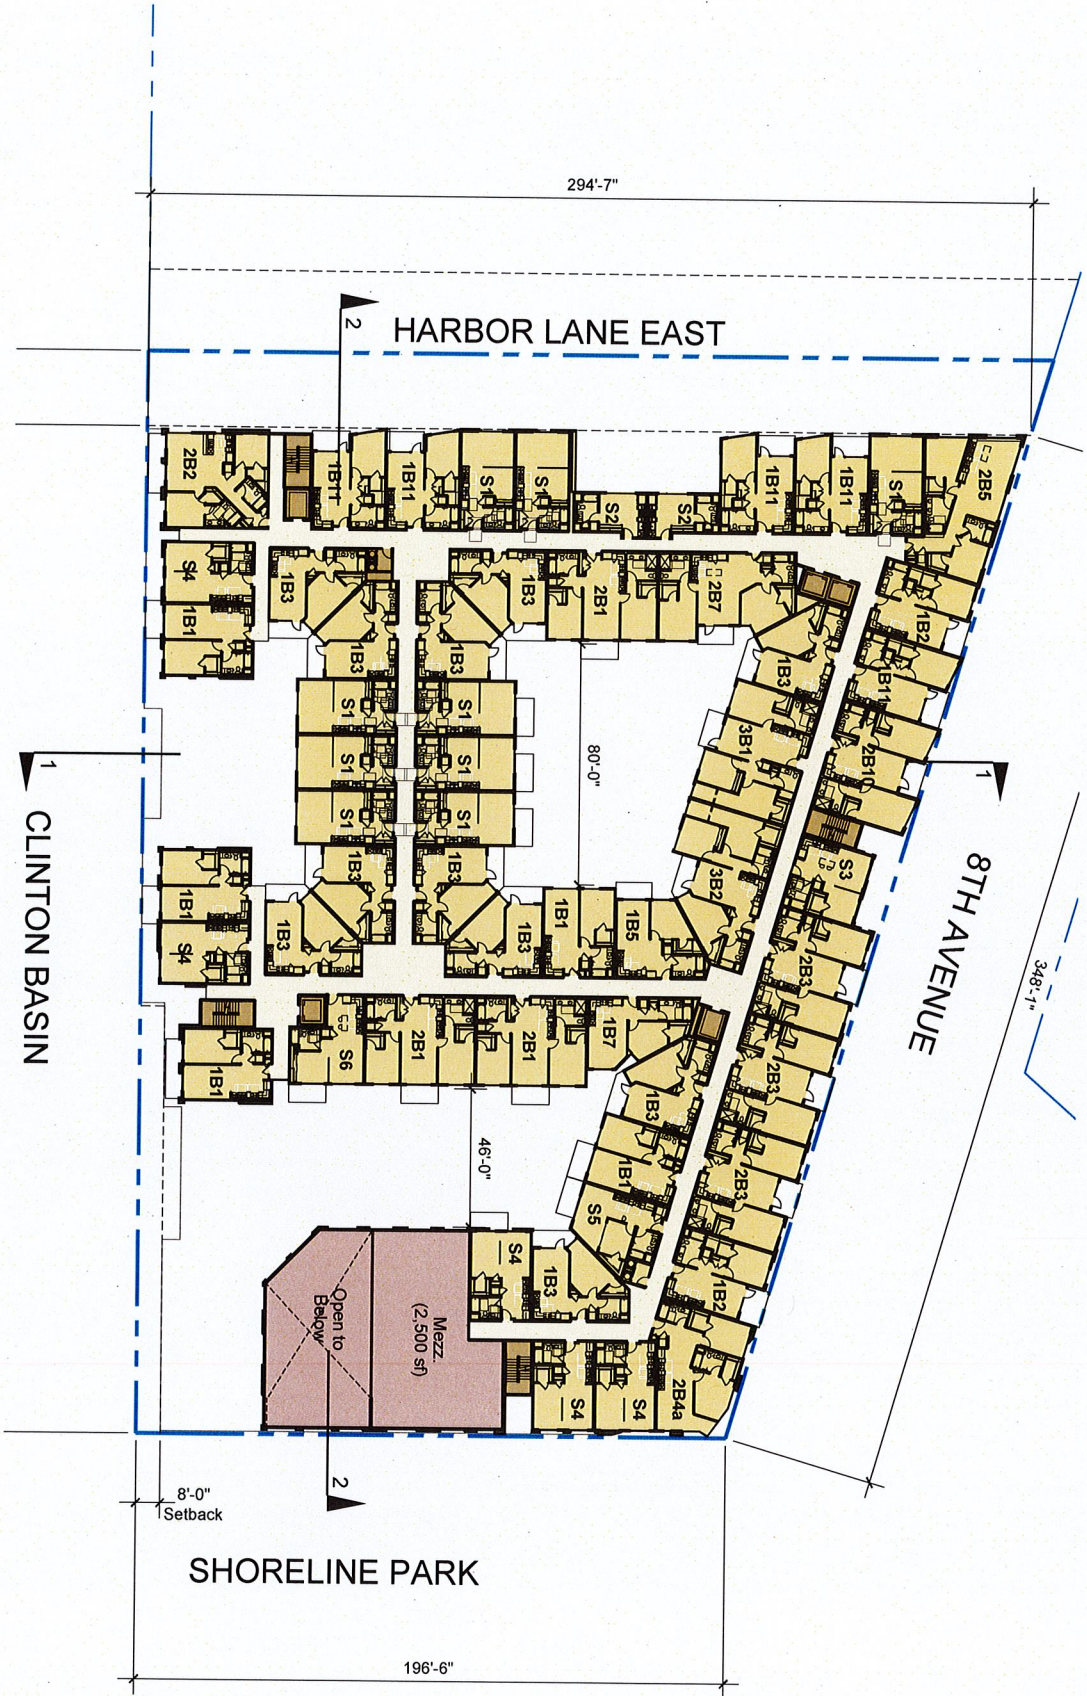 294'-7"
2
HARBOR LANE EAST
2B2
1B11
1B11
S1
S1
S2
S2
1B11
1B11
S1
2B5
S4
1B3
1B3
2B1
2B7
1B2
1B1
1B3
1B3
1B3
1B11
S1
S1
3B1
2B10
S1
S1
80'-0"
1
1
S1
S1
CLINTON BASIN
8TH AVENUE
348'-1"
1B3
1B3
3B2
S3
1B1
S4
1B3
1B3
1B1
1B5
2B3
1B1
S6
2B1
2B1
1B7
1B3
2B3
46'-0"
1B1
2B3
S5
S4
1B3
1B2
Open to
Below
Mezz.
(2,500 sf)
S4
S4
2B4a
2
8'-0"
Setback
SHORELINE PARK
196'-6"